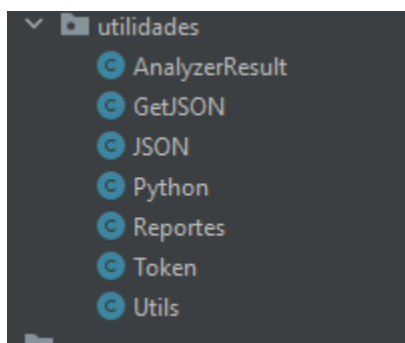 utilidades
AnalyzerResult
GetJSON
JSON
Python
Reportes
Token
Utils